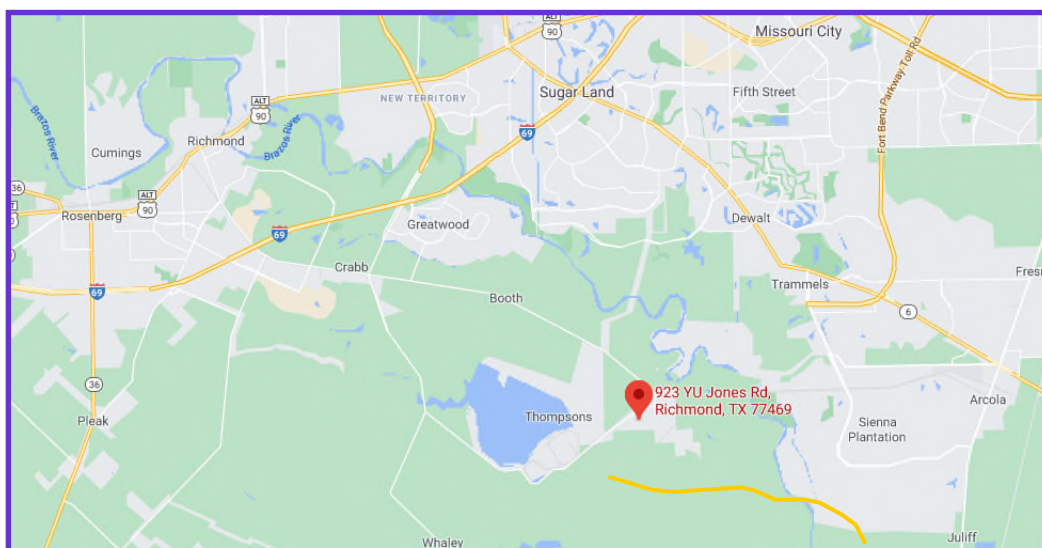 90
Missouri City
ALT
90
NEW TERRITORY
Sugar Land
Fifth Street
Fort Bend Parkway Toll Rd
69
Brazos River
ALT
90
Richmond
Brazos River
Cumings
36
ALT
90
Rosenberg
Greatwood
Dewalt
69
Crabb
Booth
Trammels
69
6
36
923 YU Jones Rd,
Richmond, TX 77469
Arcola
Pleak
Thompsons
Sienna
Plantation
Whaley
Juliff